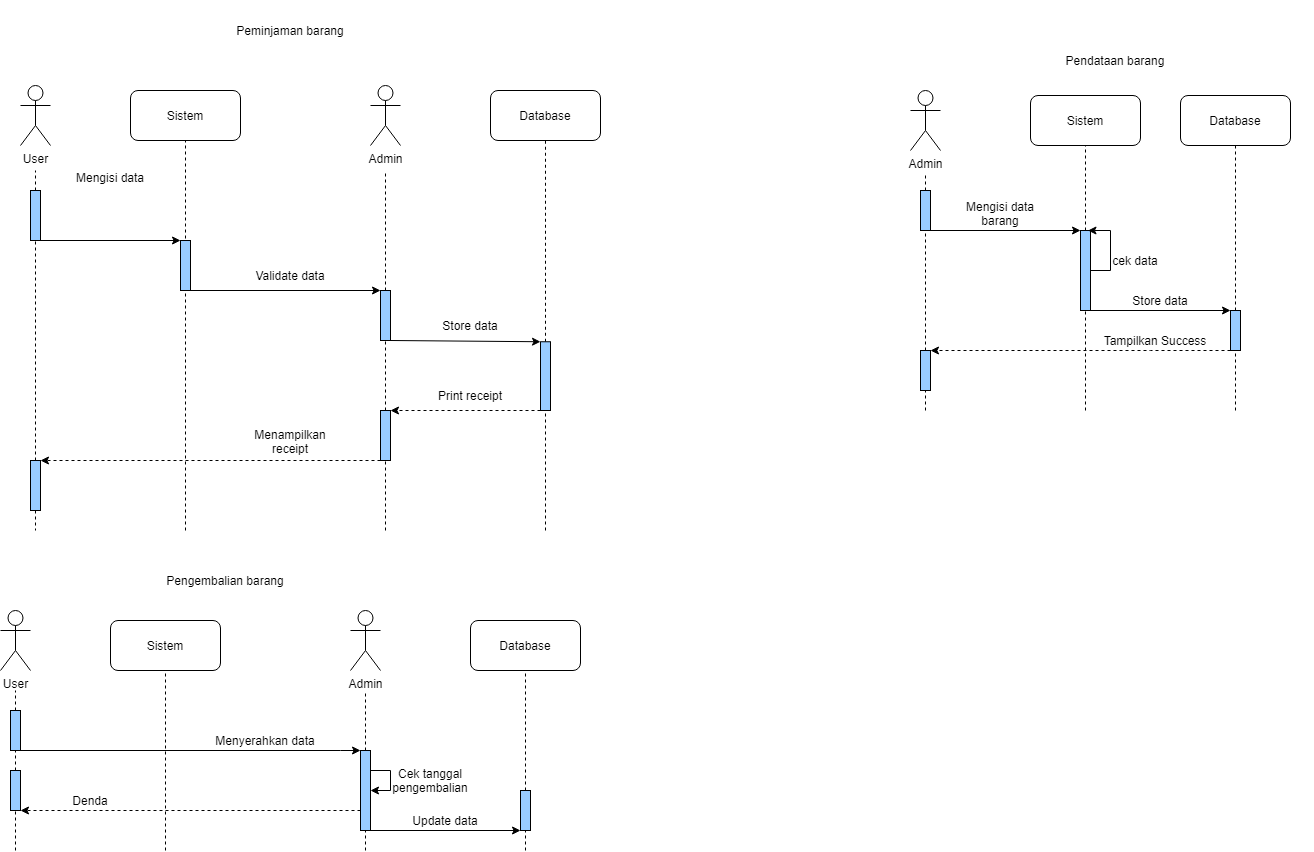 Peminjaman barang
User
Sistem
Admin
Database
Mengisi data
Validate data
Store data
Print receipt
Menampilkan
receipt
Pendataan barang
Admin
Sistem
Database
Mengisi data
barang
cek data
Store data
Tampilkan Success
Pengembalian barang
User
Sistem
Admin
Database
Menyerahkan data
Cek tanggal
pengembalian
Denda
Update data